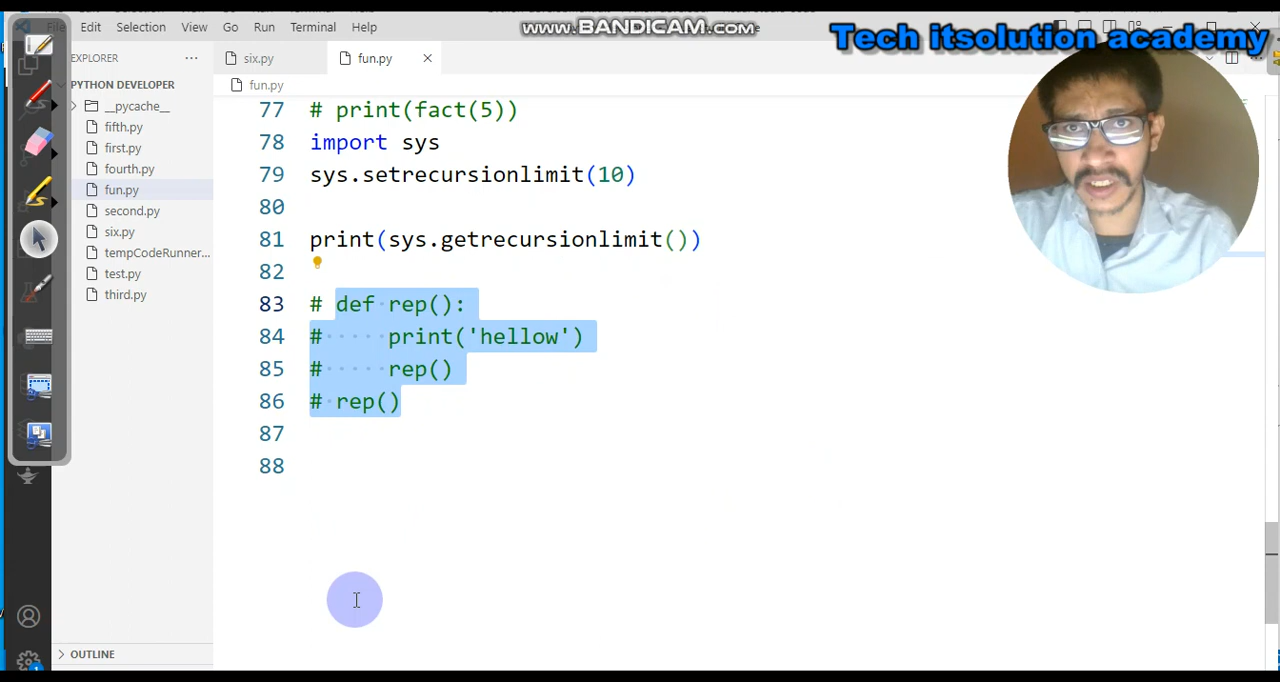 File Edit Selection View Go Run Terminal Help
www.BANDICAM.com
Tech itsolution academy
EXPLORER ···
six.py
fun.py
PYTHON DEVELOPER
fun.py
__pycache__
fifth.py
first.py
fourth.py
fun.py
second.py
six.py
tempCodeRunner...
test.py
third.py
77 # print(fact(5))
78 import sys
79 sys.setrecursionlimit(10)
80
81 print(sys.getrecursionlimit())
82
83 # def rep():
84 # print('hellow')
85 # rep()
86 # rep()
87
88
OUTLINE
1